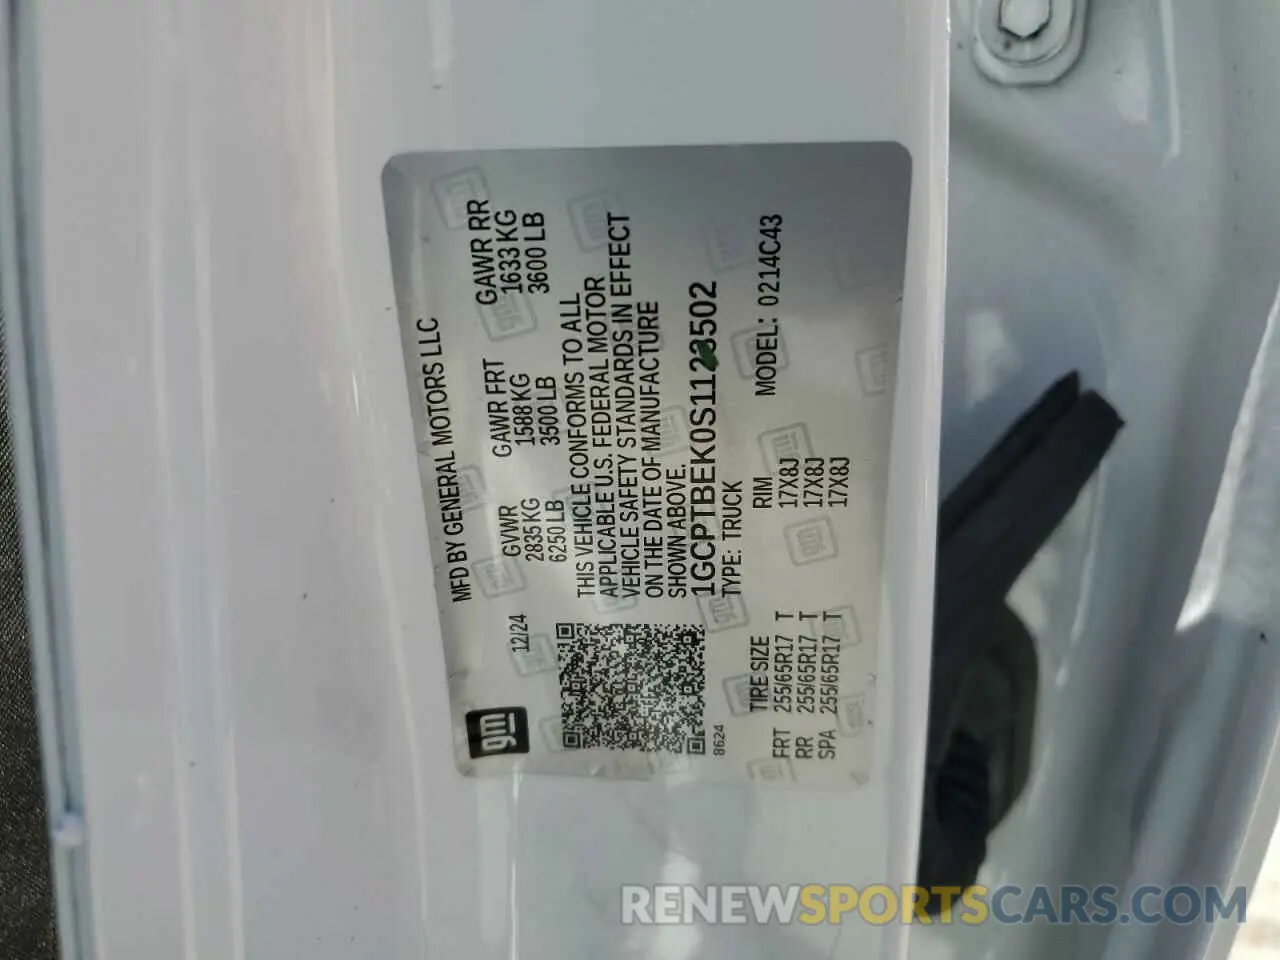 MFD BY GENERAL MOTORS LLC
12/24 GVWR GAWR FRT GAWR RR
2835 KG 1588 KG 1633 KG
6250 LB 3500 LB 3600 LB
THIS VEHICLE CONFORMS TO ALL
APPLICABLE U.S. FEDERAL MOTOR
VEHICLE SAFETY STANDARDS IN EFFECT
ON THE DATE OF MANUFACTURE
SHOWN ABOVE.
1GCPTBEK0S1123502
TYPE: TRUCK
MODEL: 0214C43
gm
8624
TIRE SIZE RIM
FRT 255/65R17 T 17X8J
RR 255/65R17 T 17X8J
SPA 255/65R17 T 17X8J
RENEWSPORTSCARS.COM